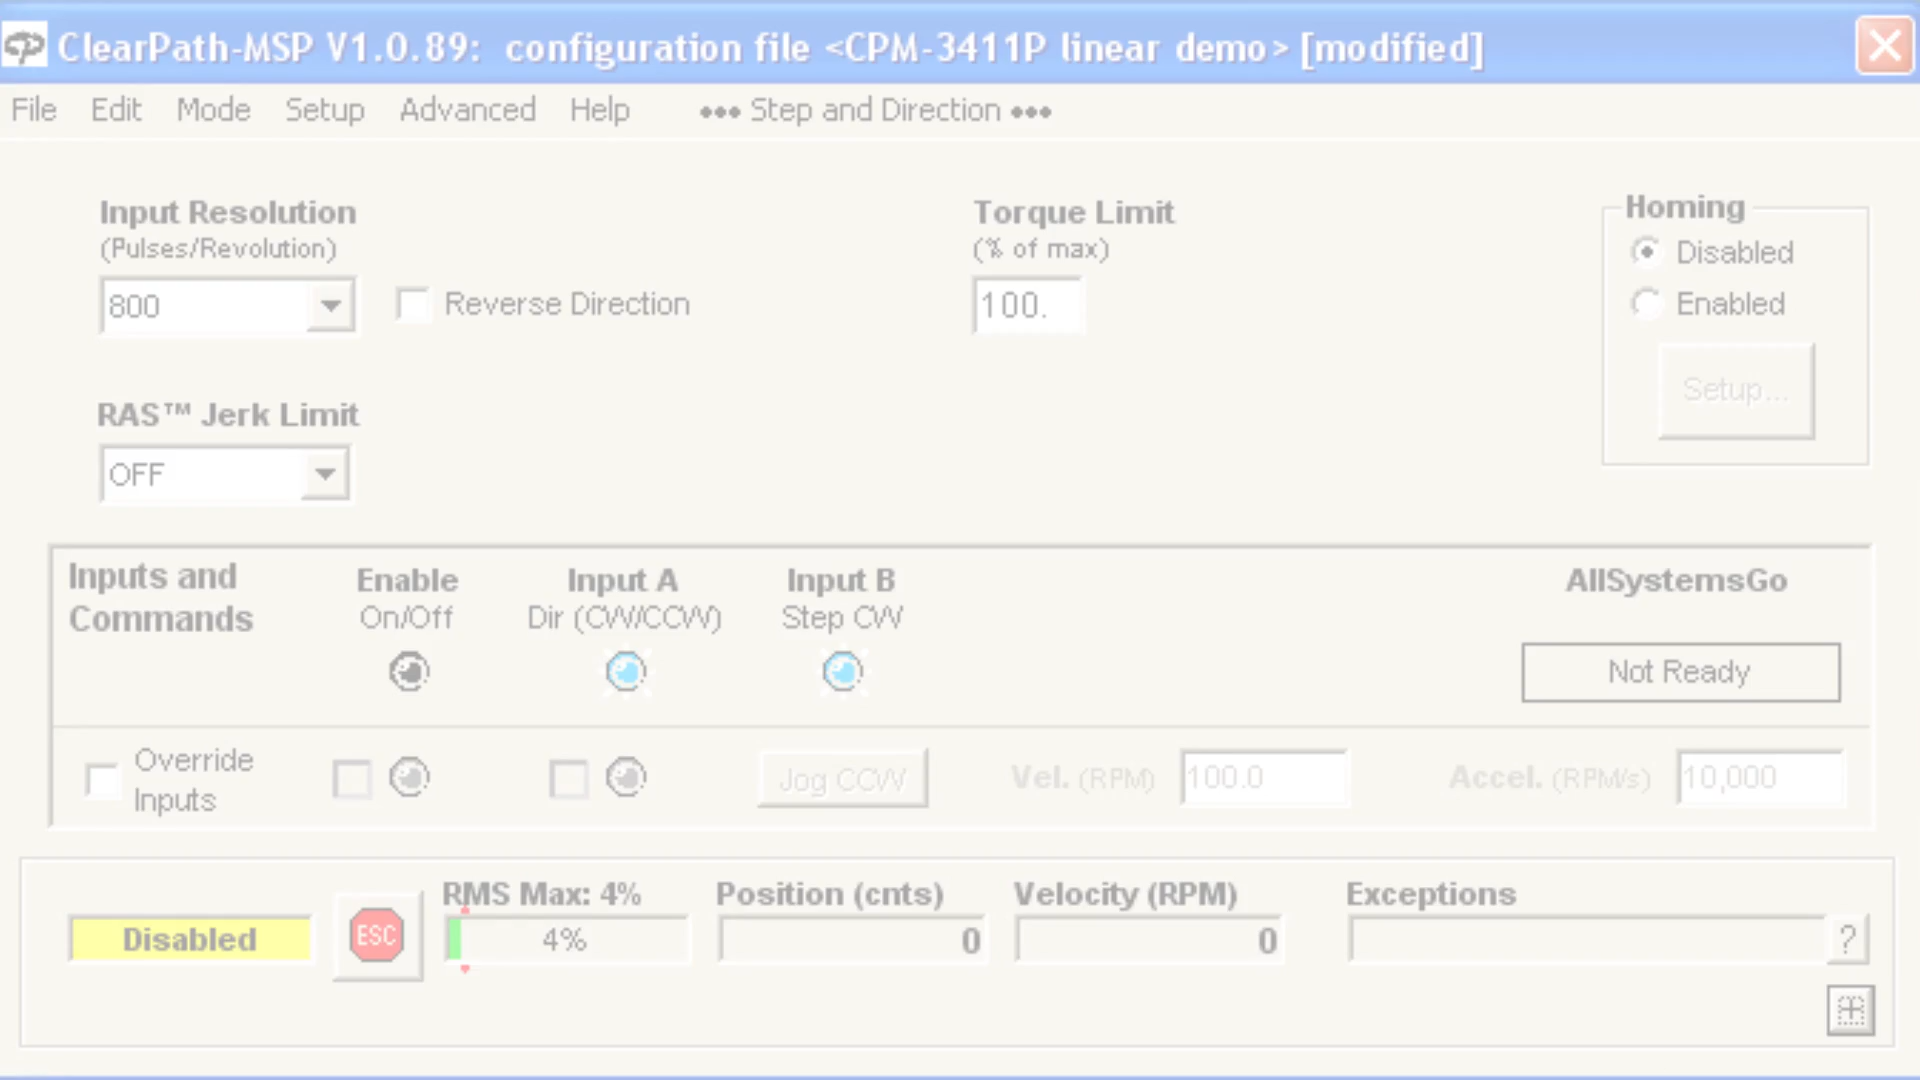 ClearPath-MSP V1.0.89: configuration file <CPM-3411P linear demo> [modified]
File Edit Mode Setup Advanced Help ●●● Step and Direction ●●●
Input Resolution
(Pulses/Revolution)
800
Reverse Direction
Torque Limit
(% of max)
100.
Homing
Disabled
Enabled
Setup...
RAS™ Jerk Limit
OFF
Inputs and
Commands
Enable
On/Off
Input A
Dir (CW/CCW)
Input B
Step CW
AllSystemsGo
Not Ready
Override
Inputs
Jog CCW
Vel. (RPM)
100.0
Accel. (RPM/s)
10,000
Disabled
ESC
RMS Max: 4%
4%
Position (cnts)
0
Velocity (RPM)
0
Exceptions
?